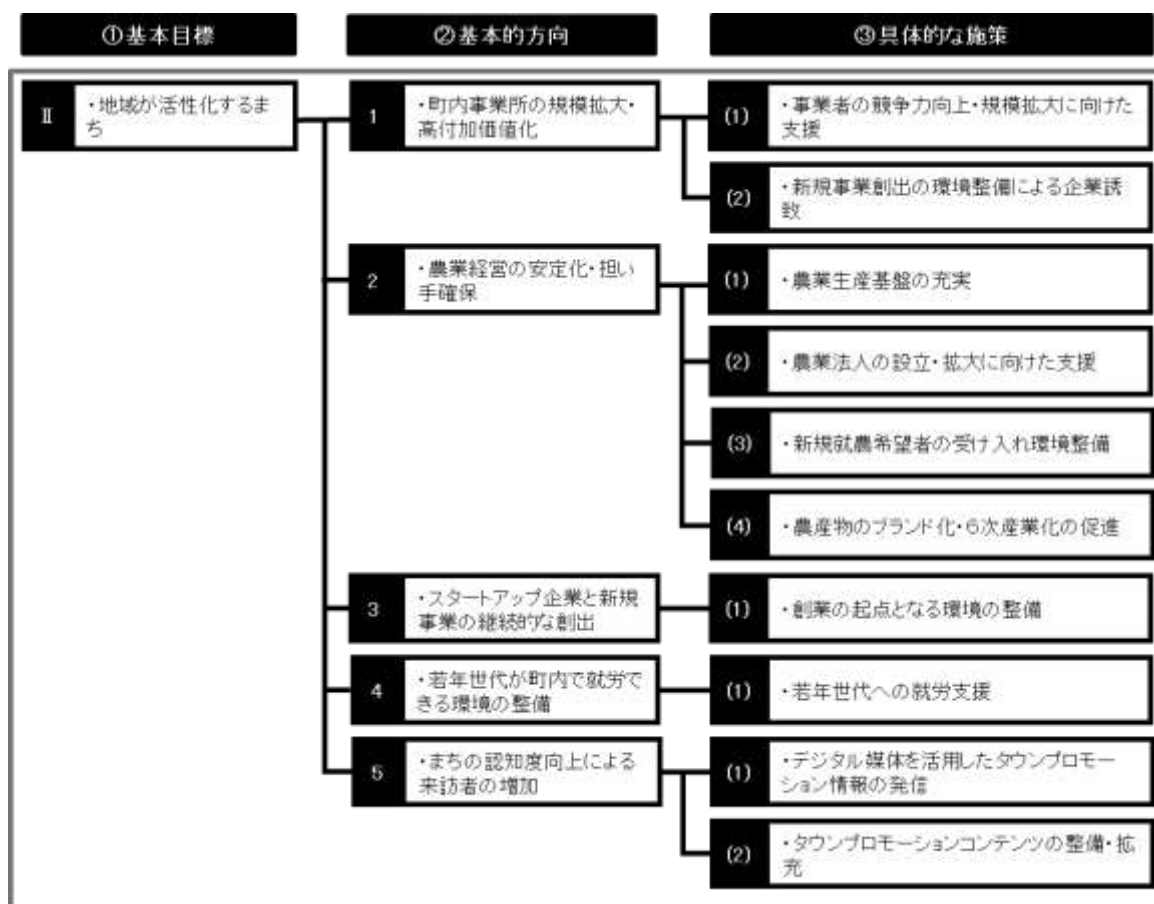 ①基本目標
②基本的方向
③具体的な施策
Ⅱ
・地域が活性化するま
ち
1
・町内事業所の規模拡大・
高付加価値化
(1)
・事業者の競争力向上・規模拡大に向けた
支援
(2)
・新規事業創出の環境整備による企業誘
致
2
・農業経営の安定化・担い
手確保
(1)
・農業生産基盤の充実
(2)
・農業法人の設立・拡大に向けた支援
(3)
・新規就農希望者の受け入れ環境整備
(4)
・農産物のブランド化・6次産業化の促進
3
・スタートアップ企業と新規
事業の継続的な創出
(1)
・創業の起点となる環境の整備
4
・若年世代が町内で就労で
きる環境の整備
(1)
・若年世代への就労支援
5
・まちの認知度向上による
来訪者の増加
(1)
・デジタル媒体を活用したタウンプロモー
ション情報の発信
(2)
・タウンプロモーションコンテンツの整備・拡
充